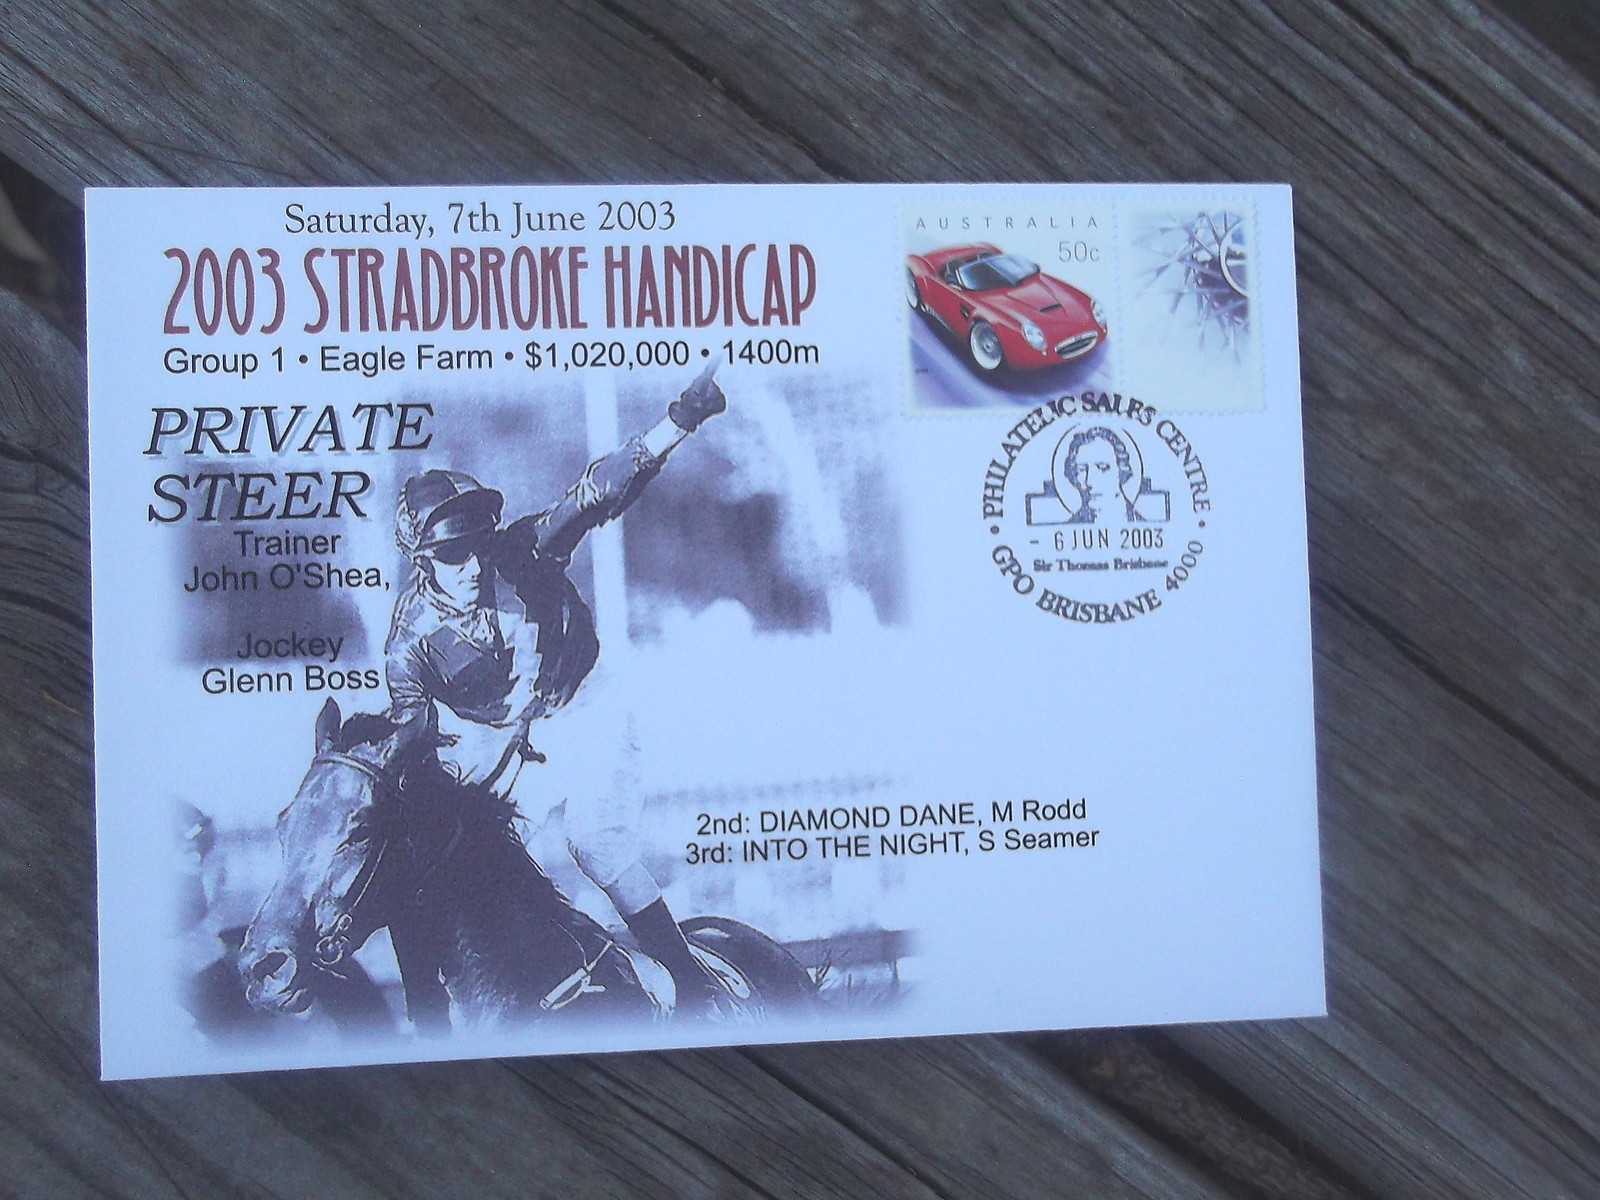 Saturday, 7th June 2003
2003 STRADBROKE HANDICAP
Group 1 • Eagle Farm • $1,020,000 • 1400m
PRIVATE
STEER
Trainer
John O'Shea,
Jockey
Glenn Boss
2nd: DIAMOND DANE, M Rodd
3rd: INTO THE NIGHT, S Seamer
AUSTRALIA
50c
• PHILATELIC SALES CENTRE •
- 6 JUN 2003
Sir Thomas Brisbane
GPO BRISBANE 4000